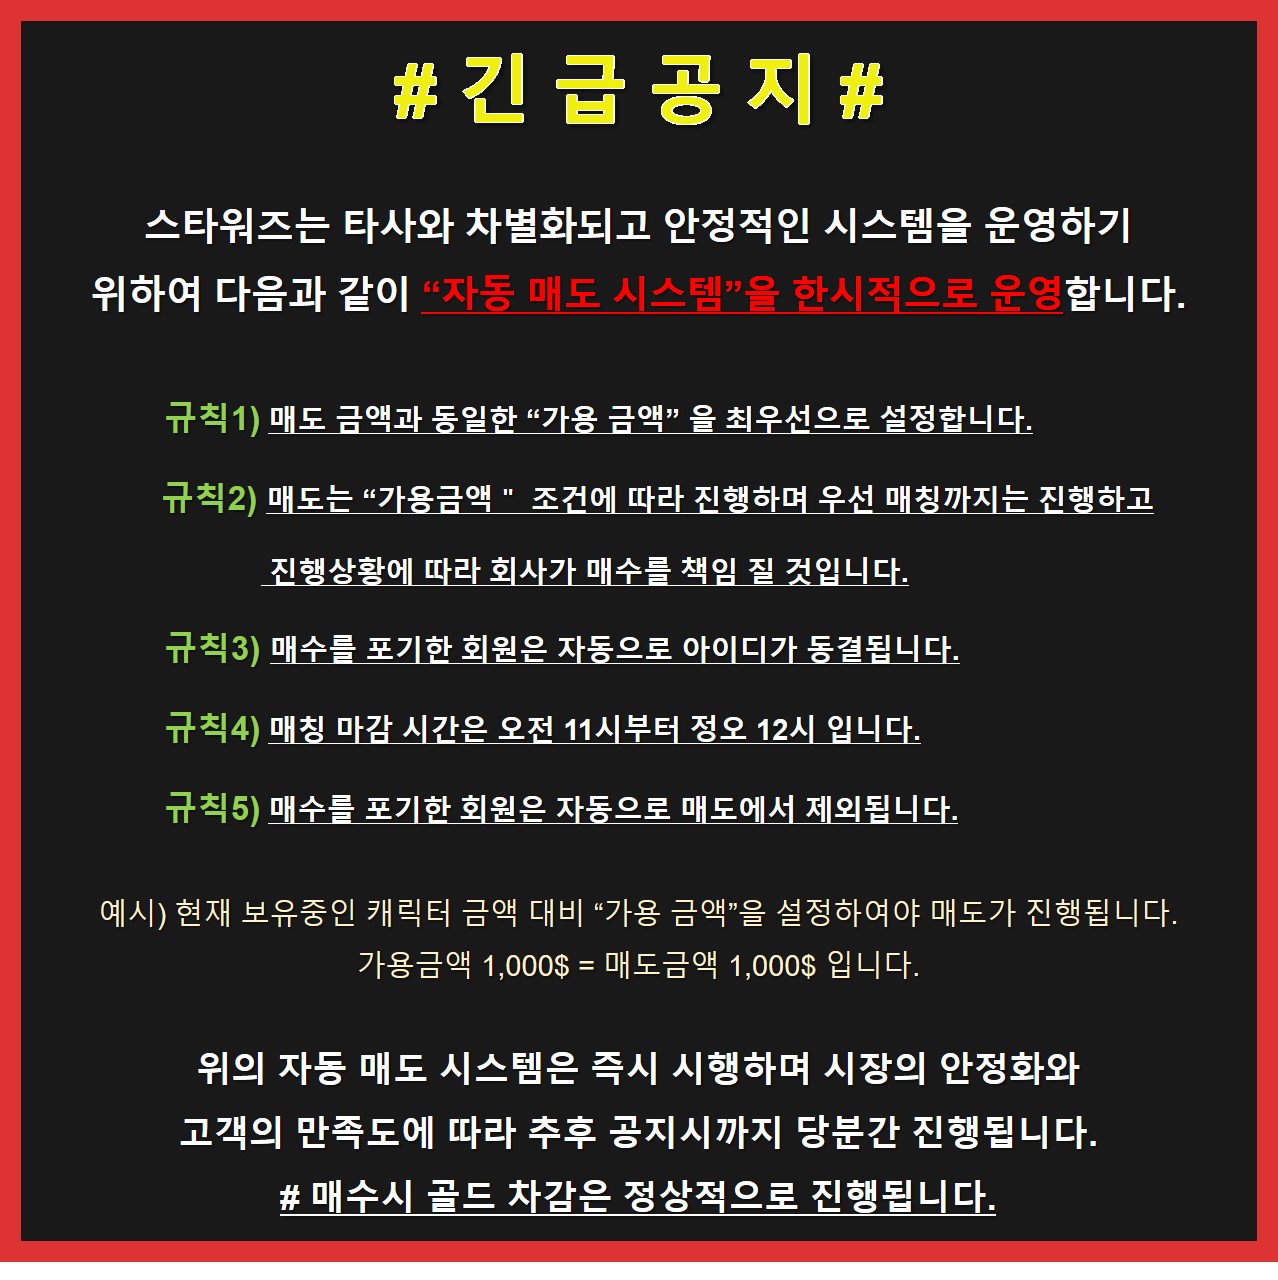 # 긴 급 공 지 #
스타워즈는 타사와 차별화되고 안정적인 시스템을 운영하기
위하여 다음과 같이 “자동 매도 시스템”을 한시적으로 운영합니다.
규칙1) 매도 금액과 동일한 “가용 금액” 을 최우선으로 설정합니다.
규칙2) 매도는 “가용금액 " 조건에 따라 진행하며 우선 매칭까지는 진행하고
진행상황에 따라 회사가 매수를 책임 질 것입니다.
규칙3) 매수를 포기한 회원은 자동으로 아이디가 동결됩니다.
규칙4) 매칭 마감 시간은 오전 11시부터 정오 12시 입니다.
규칙5) 매수를 포기한 회원은 자동으로 매도에서 제외됩니다.
예시) 현재 보유중인 캐릭터 금액 대비 “가용 금액”을 설정하여야 매도가 진행됩니다.
가용금액 1,000$ = 매도금액 1,000$ 입니다.
위의 자동 매도 시스템은 즉시 시행하며 시장의 안정화와
고객의 만족도에 따라 추후 공지시까지 당분간 진행됩니다.
# 매수시 골드 차감은 정상적으로 진행됩니다.